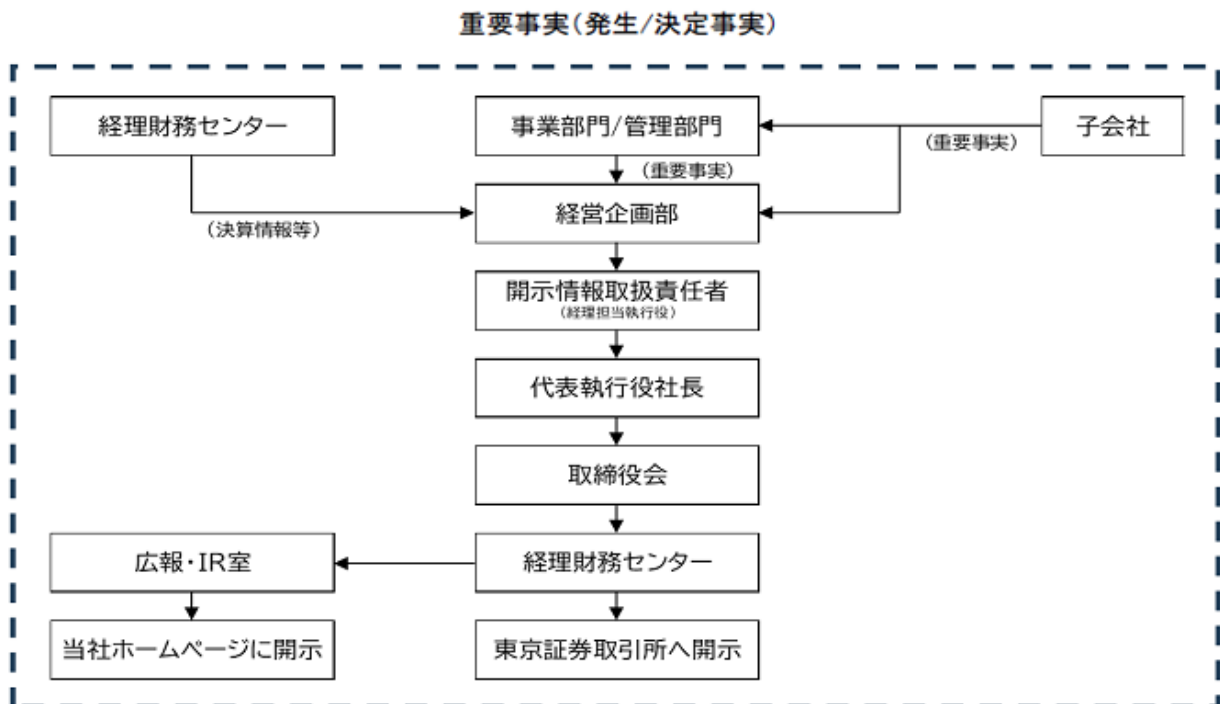 重要事実(発生/決定事実)
経理財務センター
事業部門/管理部門
子会社
(重要事実)
(重要事実)
経営企画部
(決算情報等)
開示情報取扱責任者
(経理担当執行役)
代表執行役社長
取締役会
広報・IR室
経理財務センター
当社ホームページに開示
東京証券取引所へ開示